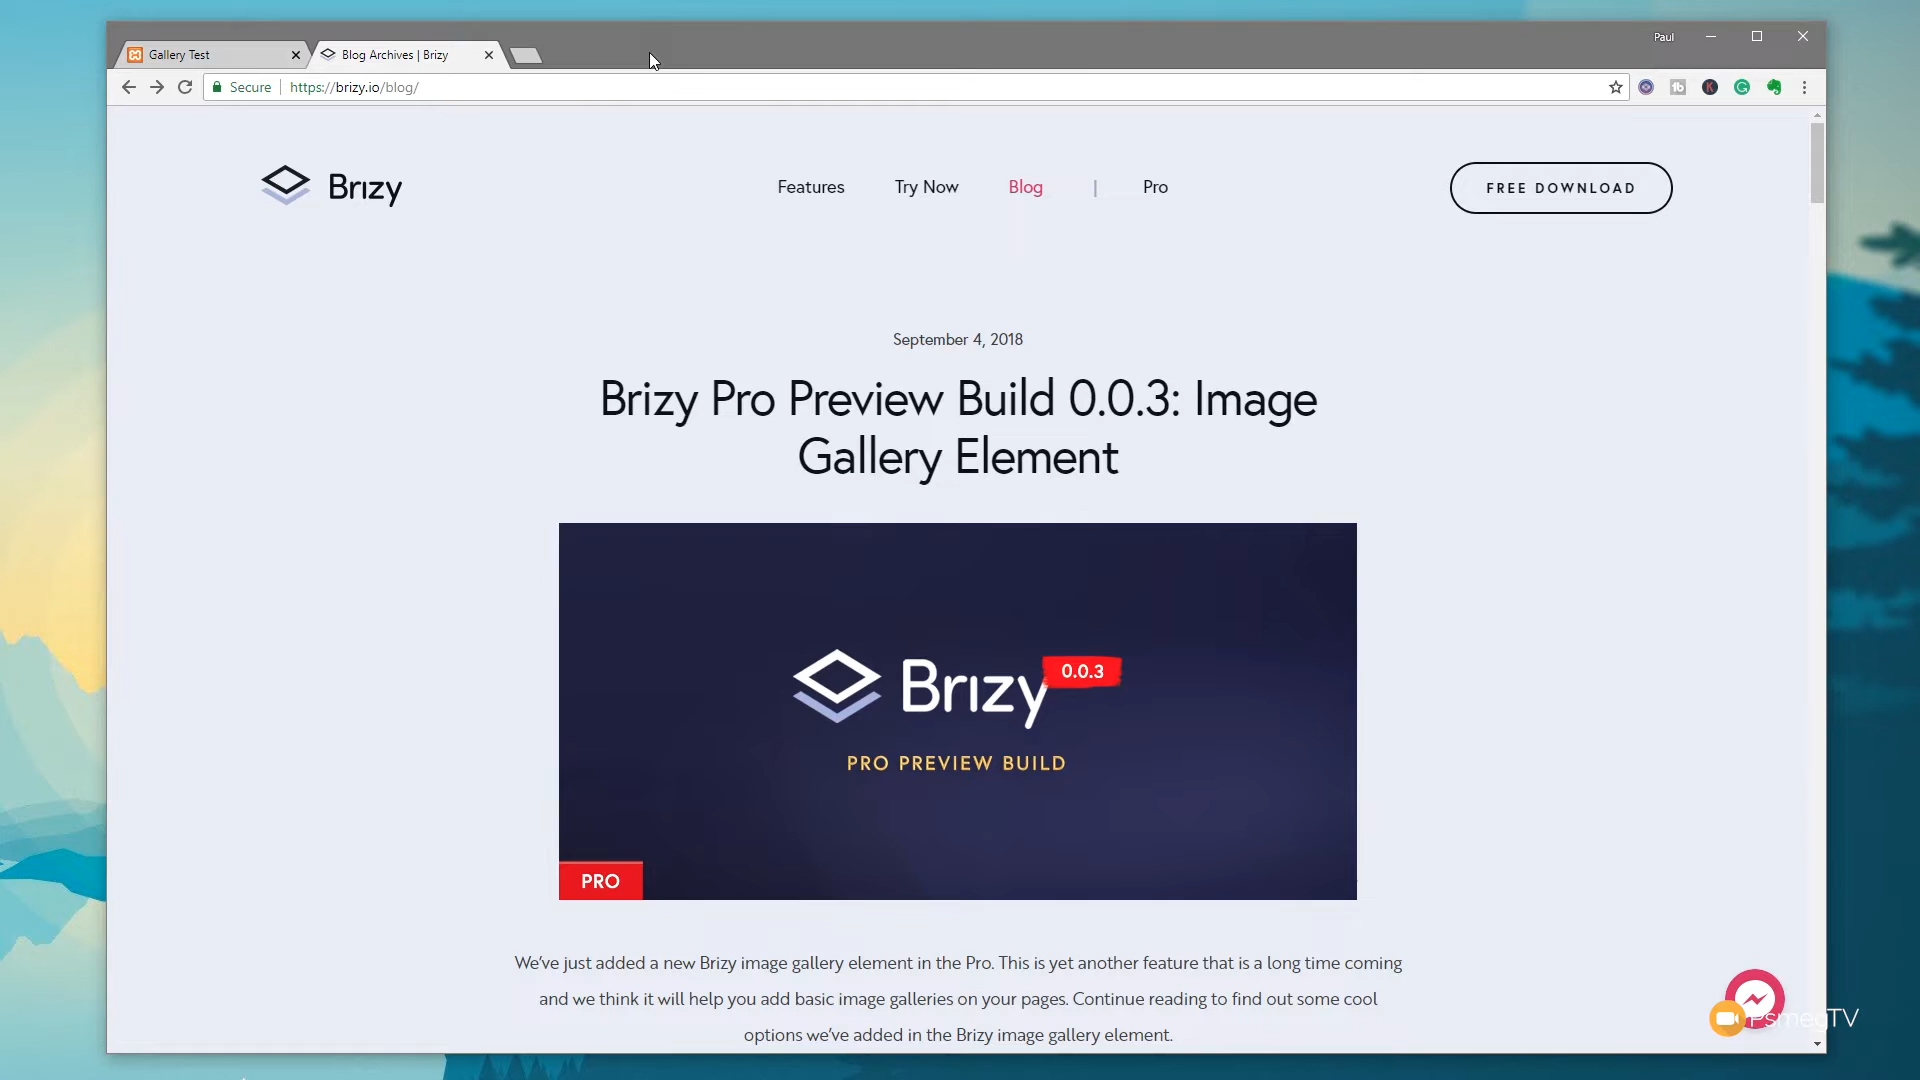 Paul
Gallery Test
Blog Archives | Brizy
Secure
https://brizy.io/blog/
Brizy
Features
Try Now
Blog
|
Pro
FREE DOWNLOAD
September 4, 2018
Brizy Pro Preview Build 0.0.3: Image
Gallery Element
Brizy
0.0.3
PRO PREVIEW BUILD
PRO
We've just added a new Brizy image gallery element in the Pro. This is yet another feature that is a long time coming
and we think it will help you add basic image galleries on your pages. Continue reading to find out some cool
options we've added in the Brizy image gallery element.
PsmegTV